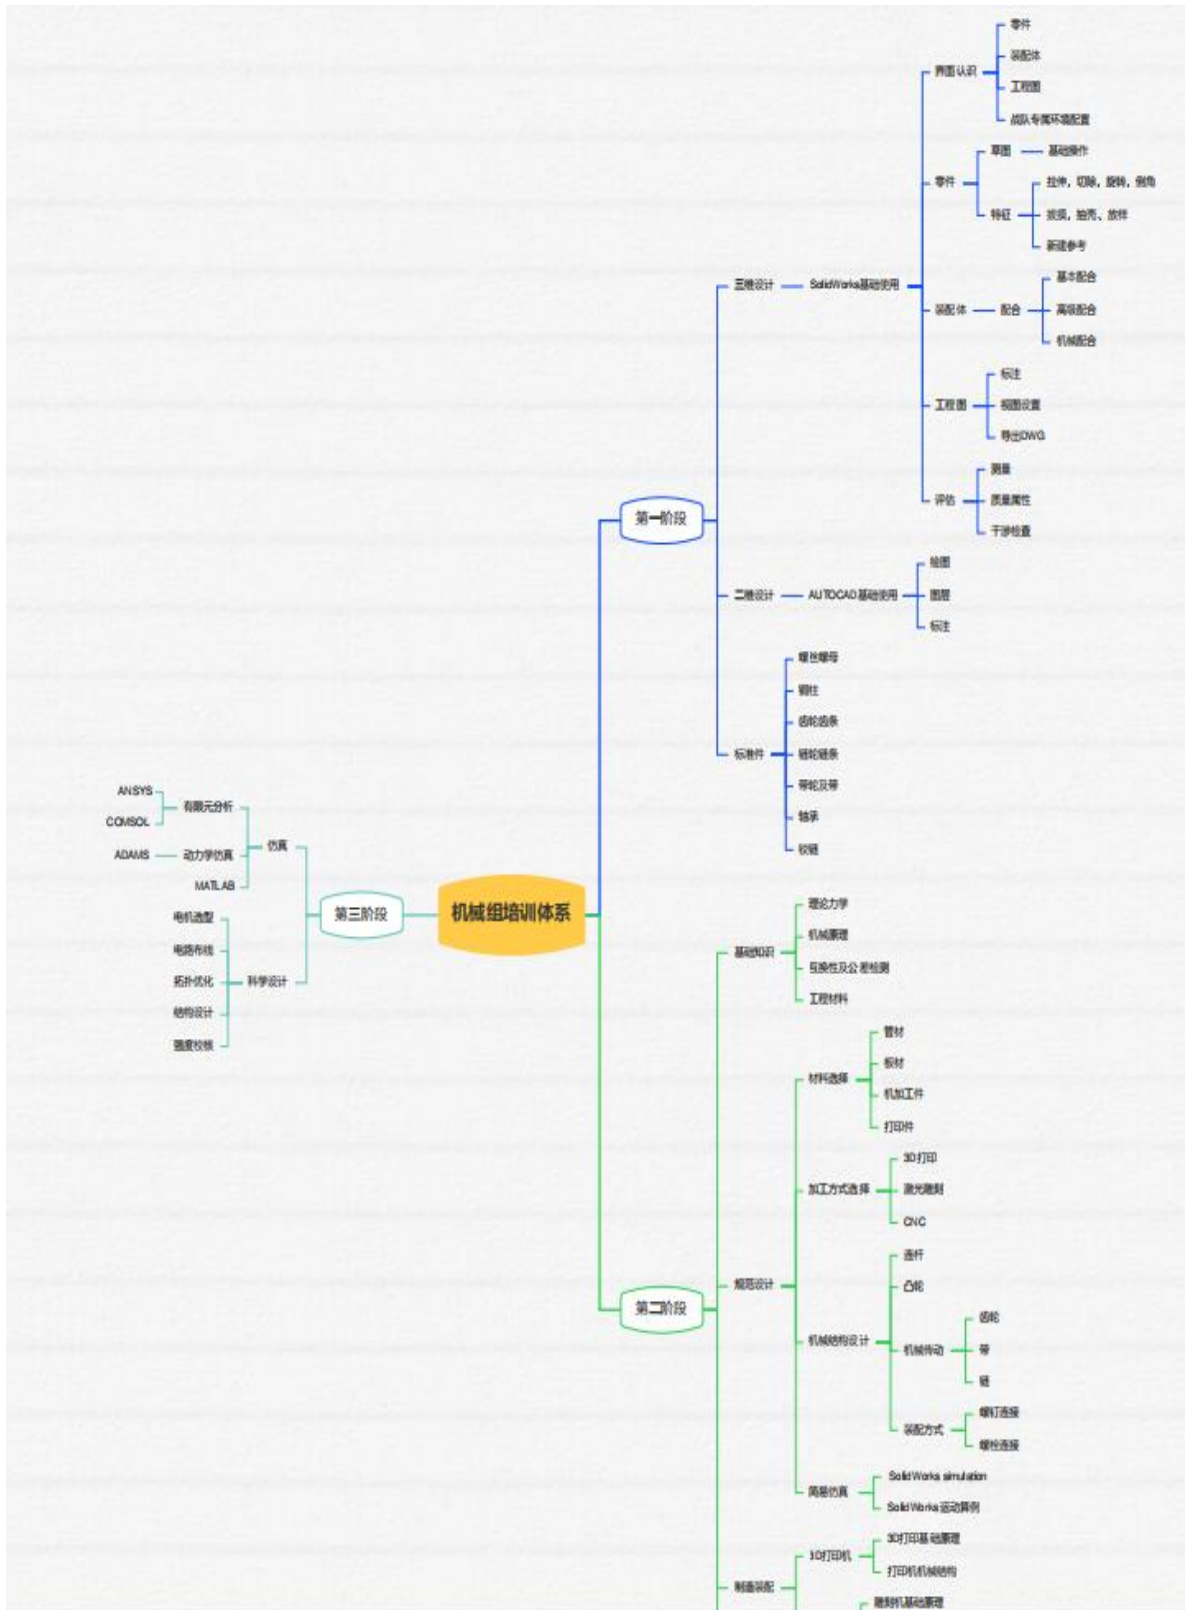 机械组培训体系
第一阶段
三维设计
SolidWorks基础使用
界面认识
零件
装配体
工程图
战队专属环境配置
零件
草图
基础操作
特征
拉伸，切除，旋转，倒角
拔模，抽壳、放样
新建参考
装配体
配合
基本配合
高级配合
机械配合
工程图
标注
视图设置
导出DWG
评估
测量
质量属性
干涉检查
二维设计
AUTOCAD基础使用
绘图
图层
标注
标准件
螺丝螺母
铜柱
齿轮齿条
链轮链条
带轮及带
轴承
铰链
第二阶段
基础知识
理论力学
机械原理
互换性及公差检测
工程材料
规范设计
材料选择
管材
板材
机加工件
打印件
加工方式选择
3D打印
激光雕刻
CNC
机械结构设计
连杆
凸轮
机械传动
齿轮
带
链
装配方式
螺钉连接
螺栓连接
简易仿真
SolidWorks simulation
SolidWorks运动算例
制造装配
3D打印机
3D打印基础原理
打印机机械结构
雕刻机基础原理
第三阶段
仿真
有限元分析
ANSYS
COMSOL
动力学仿真
ADAMS
MATLAB
科学设计
电机选型
电路布线
拓扑优化
结构设计
强度校核